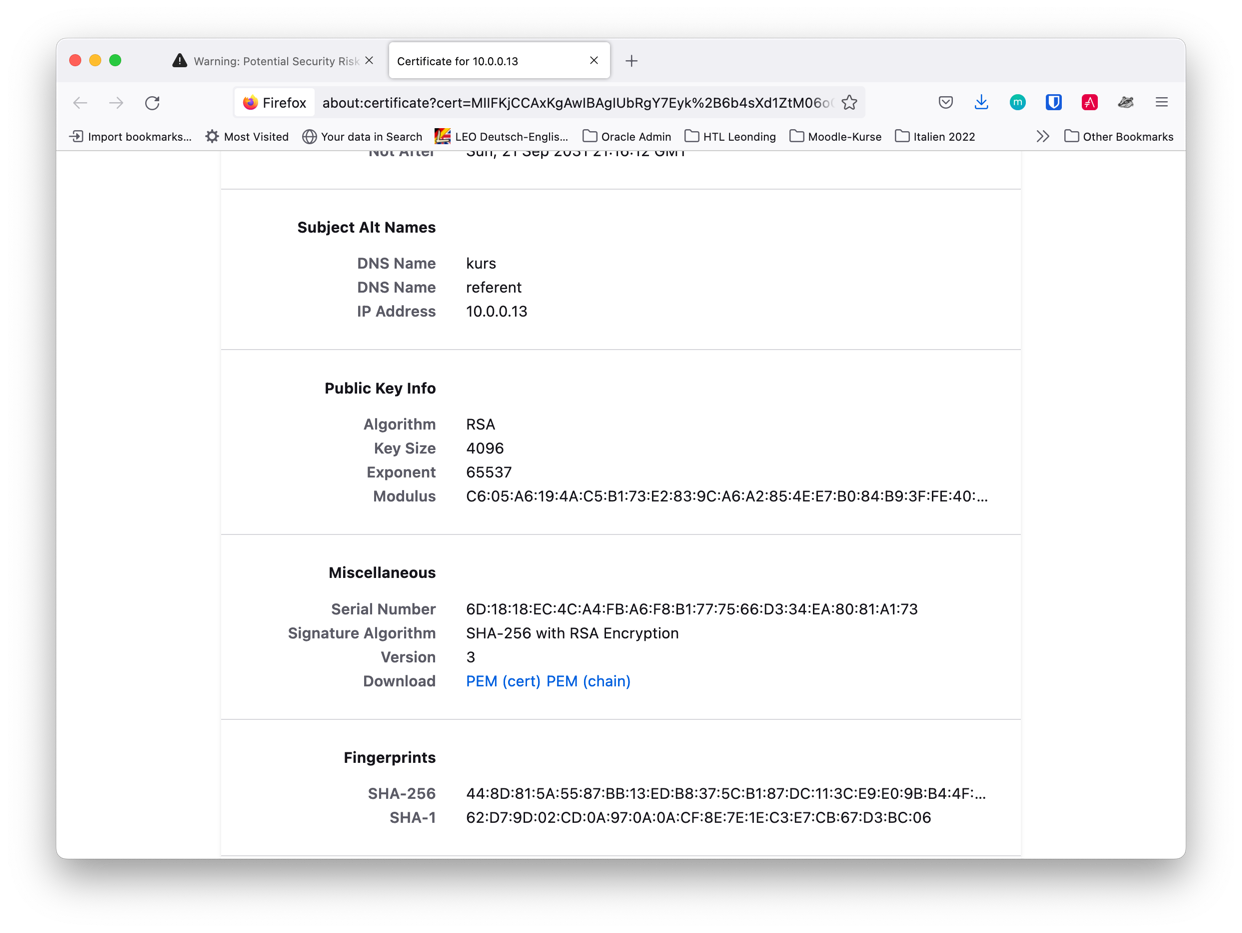 Warning: Potential Security Risk
Certificate for 10.0.0.13
Firefox about:certificate?cert=MIIFKjCCAxKgAwIBAgIUbRgY7Eyk%2B6b4sXd1ZtM06o
Import bookmarks... Most Visited Your data in Search LEO Deutsch-Englis... Oracle Admin HTL Leonding Moodle-Kurse Italien 2022 Other Bookmarks
Not After Sun, 21 Sep 2031 21:16:12 GMT
Subject Alt Names
DNS Name kurs
DNS Name referent
IP Address 10.0.0.13
Public Key Info
Algorithm RSA
Key Size 4096
Exponent 65537
Modulus C6:05:A6:19:4A:C5:B1:73:E2:83:9C:A6:A2:85:4E:E7:B0:84:B9:3F:FE:40:...
Miscellaneous
Serial Number 6D:18:18:EC:4C:A4:FB:A6:F8:B1:77:75:66:D3:34:EA:80:81:A1:73
Signature Algorithm SHA-256 with RSA Encryption
Version 3
Download PEM (cert) PEM (chain)
Fingerprints
SHA-256 44:8D:81:5A:55:87:BB:13:ED:B8:37:5C:B1:87:DC:11:3C:E9:E0:9B:B4:4F:...
SHA-1 62:D7:9D:02:CD:0A:97:0A:0A:CF:8E:7E:1E:C3:E7:CB:67:D3:BC:06